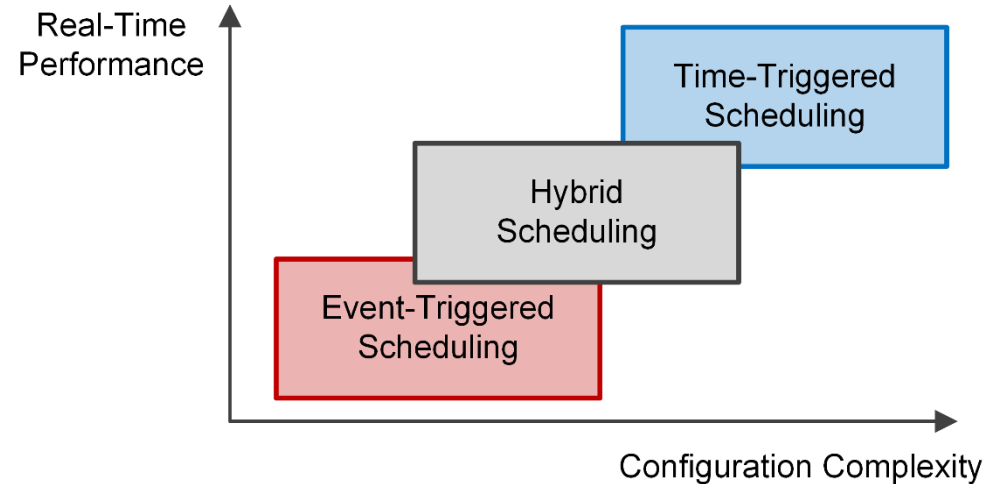 Real-Time
Performance
Time-Triggered
Scheduling
Hybrid
Scheduling
Event-Triggered
Scheduling
Configuration Complexity